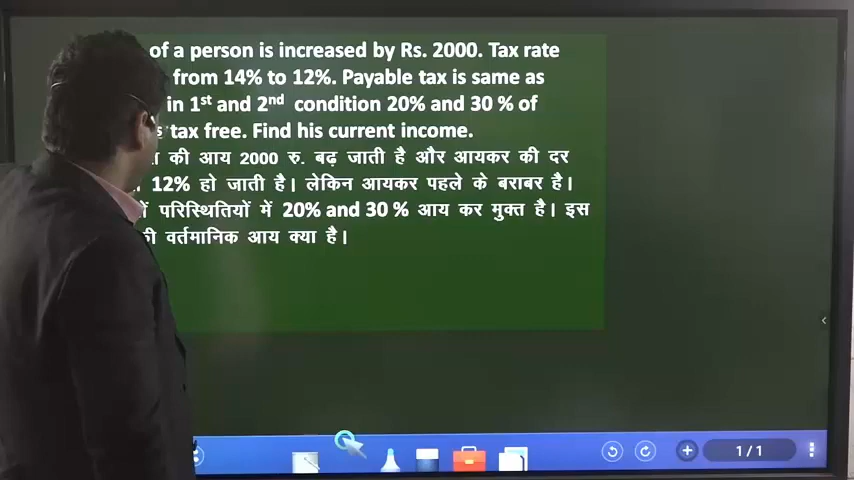 of a person is increased by Rs. 2000. Tax rate
from 14% to 12%. Payable tax is same as
in 1st and 2nd condition 20% and 30 % of
tax free. Find his current income.
की आय 2000 रु. बढ़ जाती है और आयकर की दर
12% हो जाती है। लेकिन आयकर पहले के बराबर है।
परिस्थितियों में 20% and 30 % आय कर मुक्त है। इस
की वर्तमानिक आय क्या है।
1/1